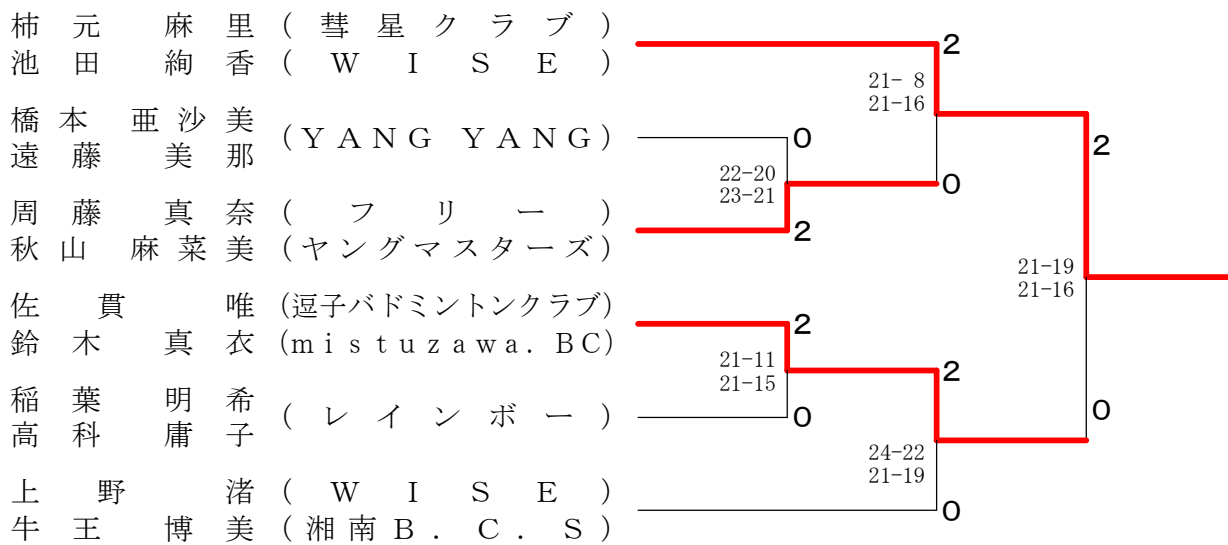 柿元 麻里 (彗星クラブ)
池田 絢香 (WISE)
2
21- 8
21-16
橋本 亜沙美
遠藤 美那
(YANG YANG)
0
2
22-20
23-21
0
周藤 真奈 (フリー)
秋山 麻菜美 (ヤングマスターズ)
2
21-19
21-16
佐貫 唯 (逗子バドミントンクラブ)
鈴木 真衣 (mistuzawa. BC)
2
21-11
21-15
2
稲葉 明希
高科 庸子
(レインボー)
0
0
24-22
21-19
上野 渚 (WISE)
牛王 博美 (湘南B.C.S)
0